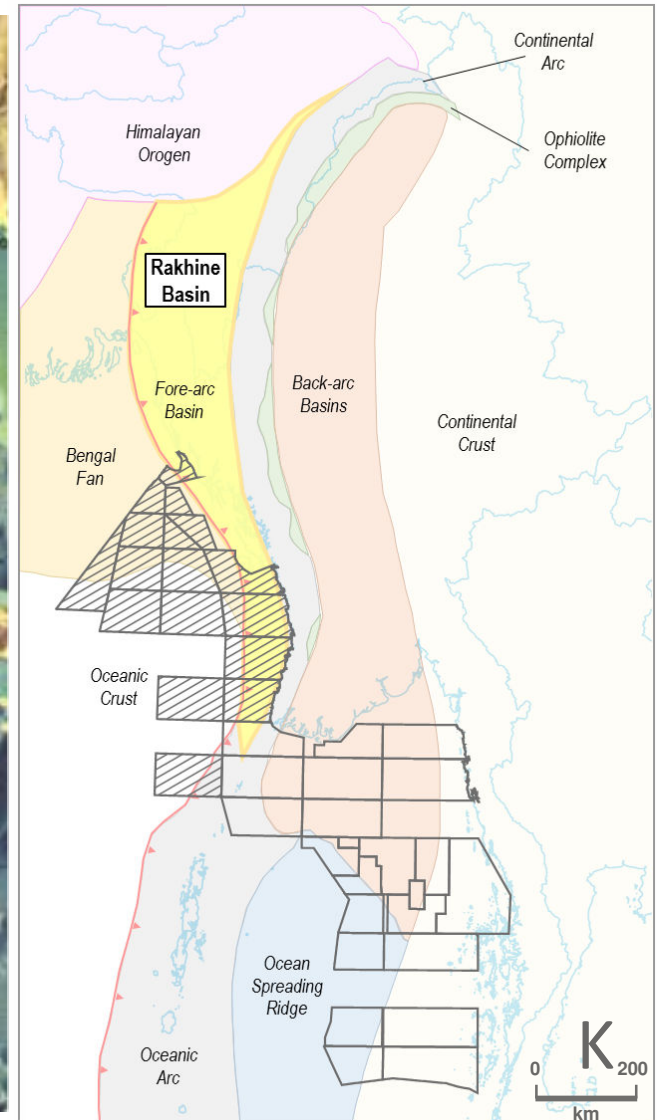 Continental
Arc
Himalayan
Orogen
Ophiolite
Complex
Rakhine
Basin
Fore-arc
Basin
Back-arc
Basins
Continental
Crust
Bengal
Fan
Oceanic
Crust
Ocean
Spreading
Ridge
Oceanic
Arc
K
0 200
km